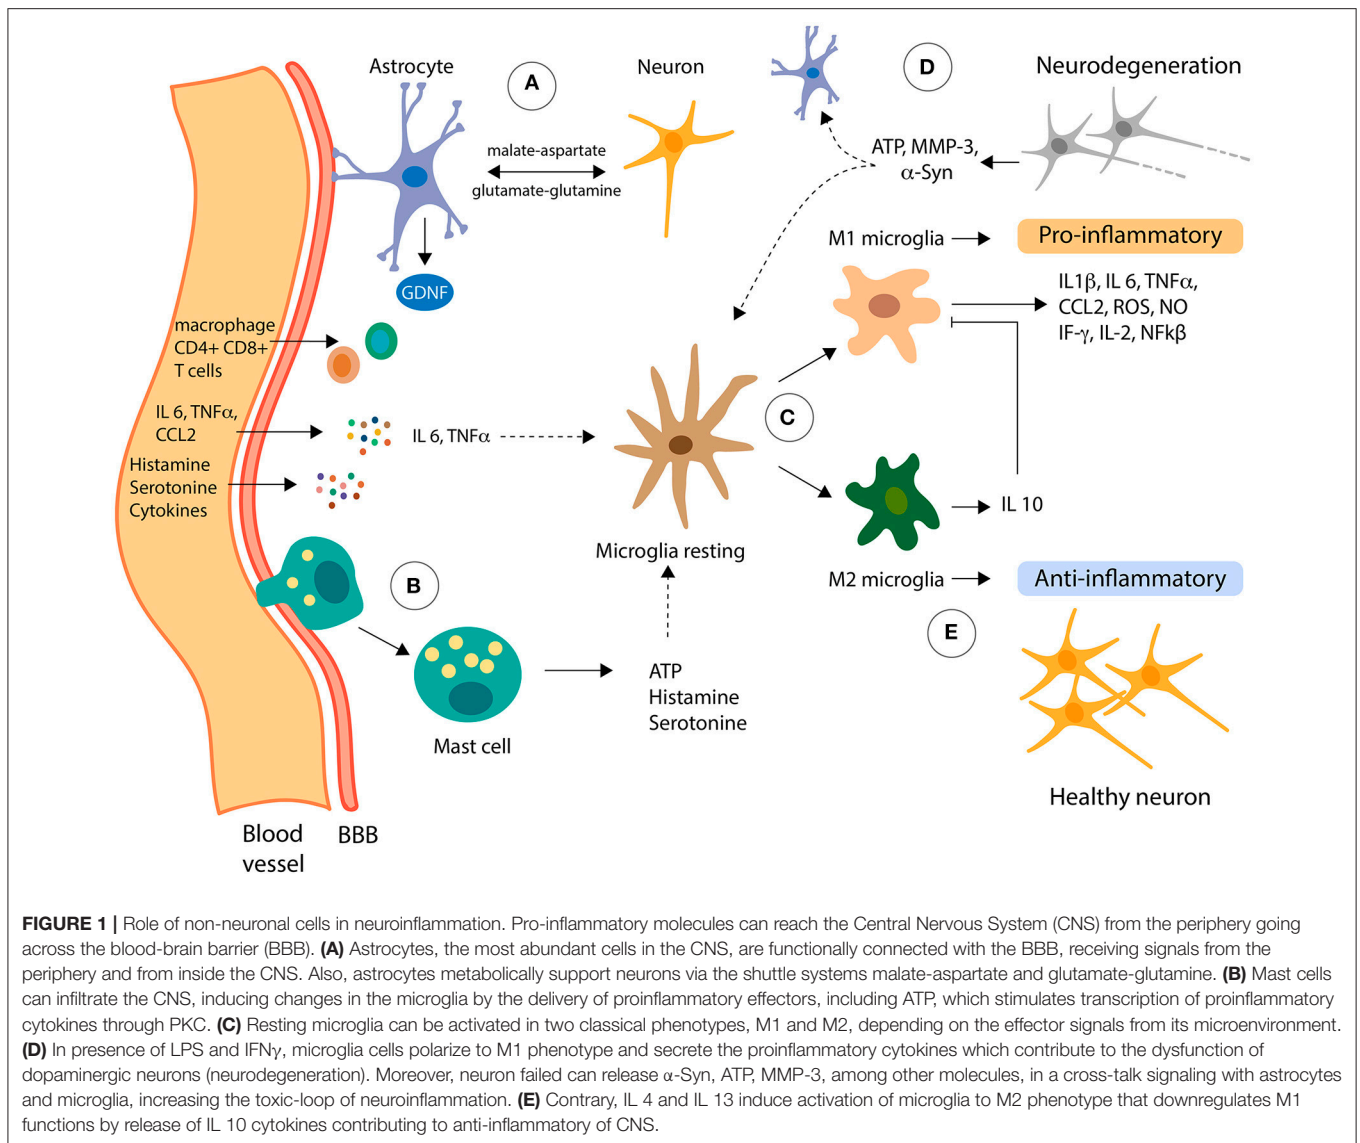 Astrocyte
A
Neuron
malate-aspartate
glutamate-glutamine
GDNF
D
Neurodegeneration
ATP, MMP-3,
α-Syn
M1 microglia
Pro-inflammatory
IL1β, IL 6, TNFα,
CCL2, ROS, NO
IF-γ, IL-2, NFkβ
macrophage
CD4+ CD8+
T cells
IL 6, TNFα,
CCL2
IL 6, TNFα
Histamine
Serotonine
Cytokines
C
Microglia resting
IL 10
M2 microglia
Anti-inflammatory
B
E
Mast cell
ATP
Histamine
Serotonine
Healthy neuron
Blood
vessel
BBB
FIGURE 1 | Role of non-neuronal cells in neuroinflammation. Pro-inflammatory molecules can reach the Central Nervous System (CNS) from the periphery going
across the blood-brain barrier (BBB). (A) Astrocytes, the most abundant cells in the CNS, are functionally connected with the BBB, receiving signals from the
periphery and from inside the CNS. Also, astrocytes metabolically support neurons via the shuttle systems malate-aspartate and glutamate-glutamine. (B) Mast cells
can infiltrate the CNS, inducing changes in the microglia by the delivery of proinflammatory effectors, including ATP, which stimulates transcription of proinflammatory
cytokines through PKC. (C) Resting microglia can be activated in two classical phenotypes, M1 and M2, depending on the effector signals from its microenvironment.
(D) In presence of LPS and IFNγ, microglia cells polarize to M1 phenotype and secrete the proinflammatory cytokines which contribute to the dysfunction of
dopaminergic neurons (neurodegeneration). Moreover, neuron failed can release α-Syn, ATP, MMP-3, among other molecules, in a cross-talk signaling with astrocytes
and microglia, increasing the toxic-loop of neuroinflammation. (E) Contrary, IL 4 and IL 13 induce activation of microglia to M2 phenotype that downregulates M1
functions by release of IL 10 cytokines contributing to anti-inflammatory of CNS.